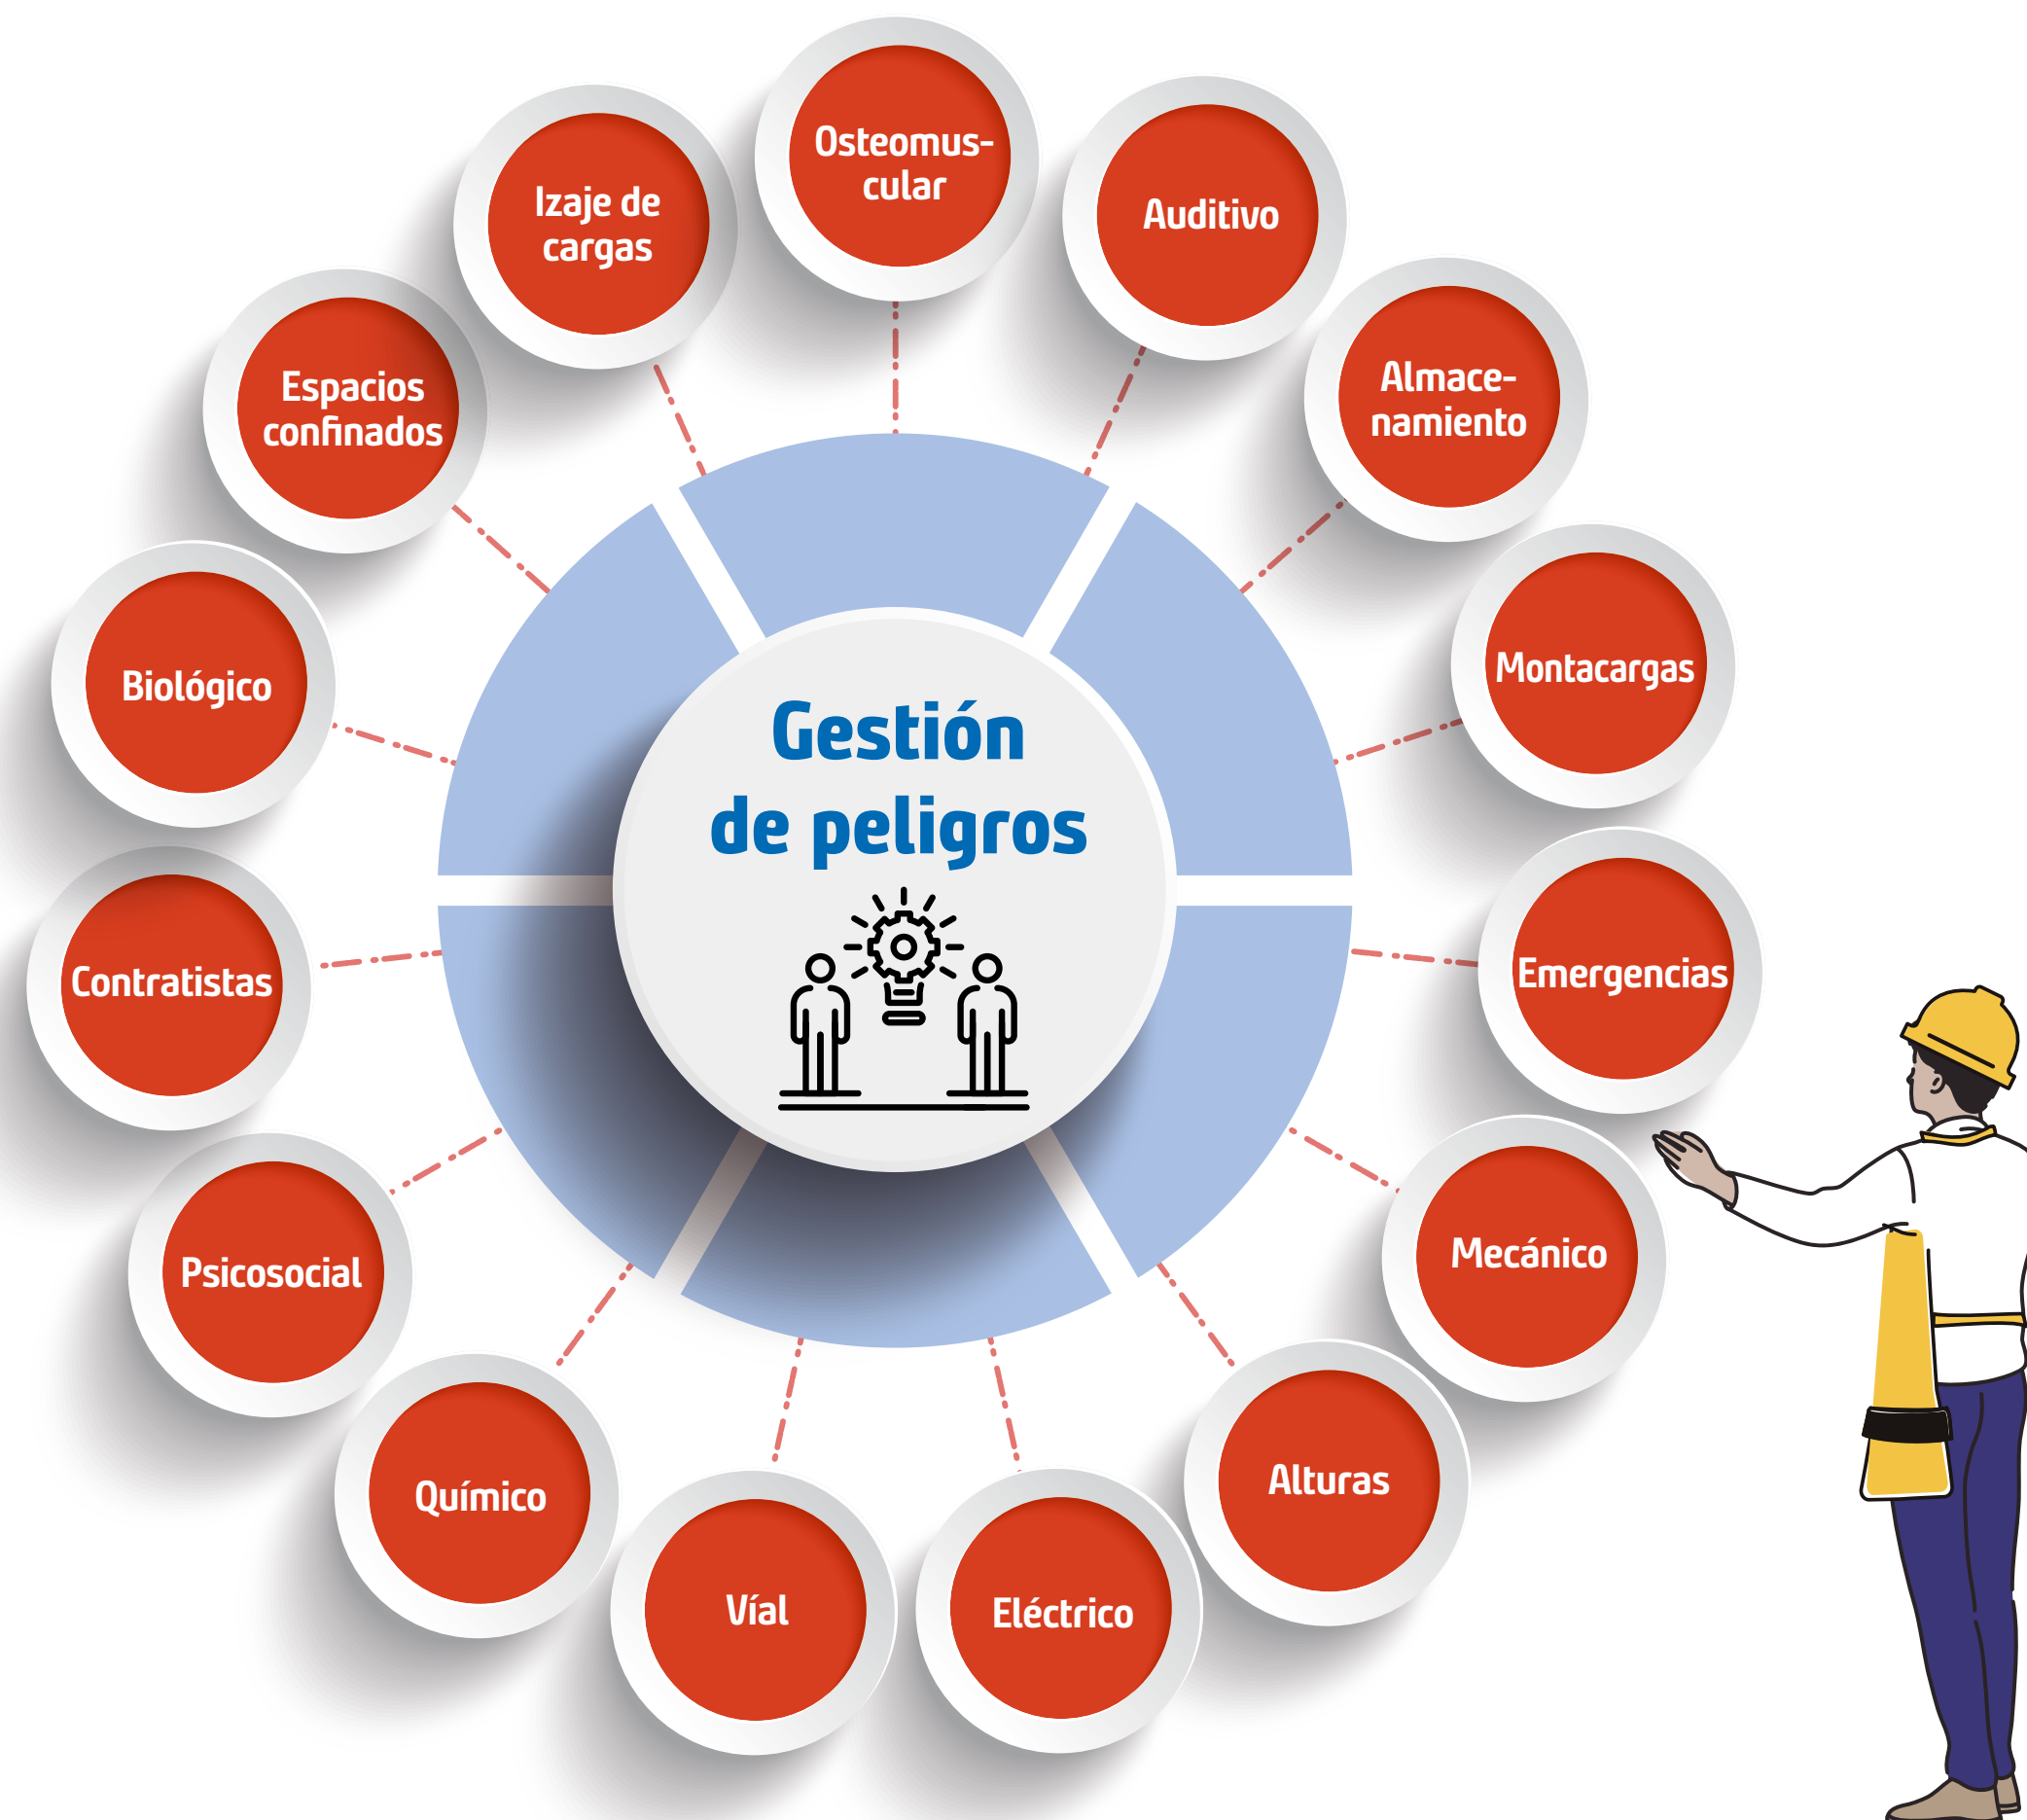 Gestión
de peligros
Osteomus-
cular
Auditivo
Almace-
namiento
Montacargas
Emergencias
Mecánico
Alturas
Eléctrico
Víal
Químico
Psicosocial
Contratistas
Biológico
Espacios
confinados
Izaje de
cargas